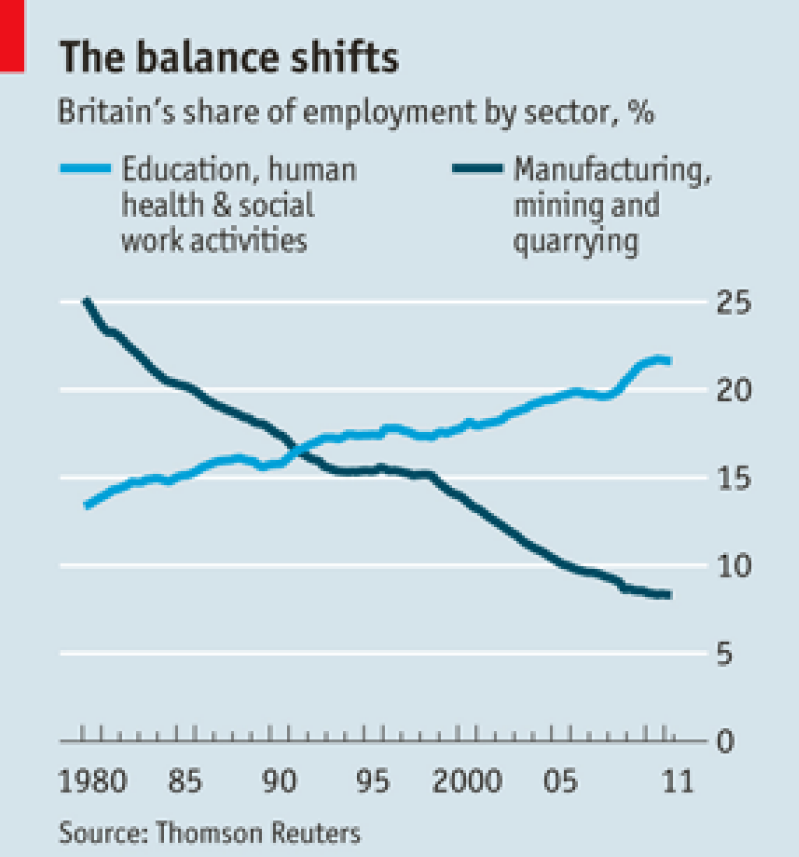 The balance shifts
Britain's share of employment by sector, %
Education, human
health & social
work activities
Manufacturing,
mining and
quarrying
25
20
15
10
5
0
1980 85 90 95 2000 05 11
Source: Thomson Reuters